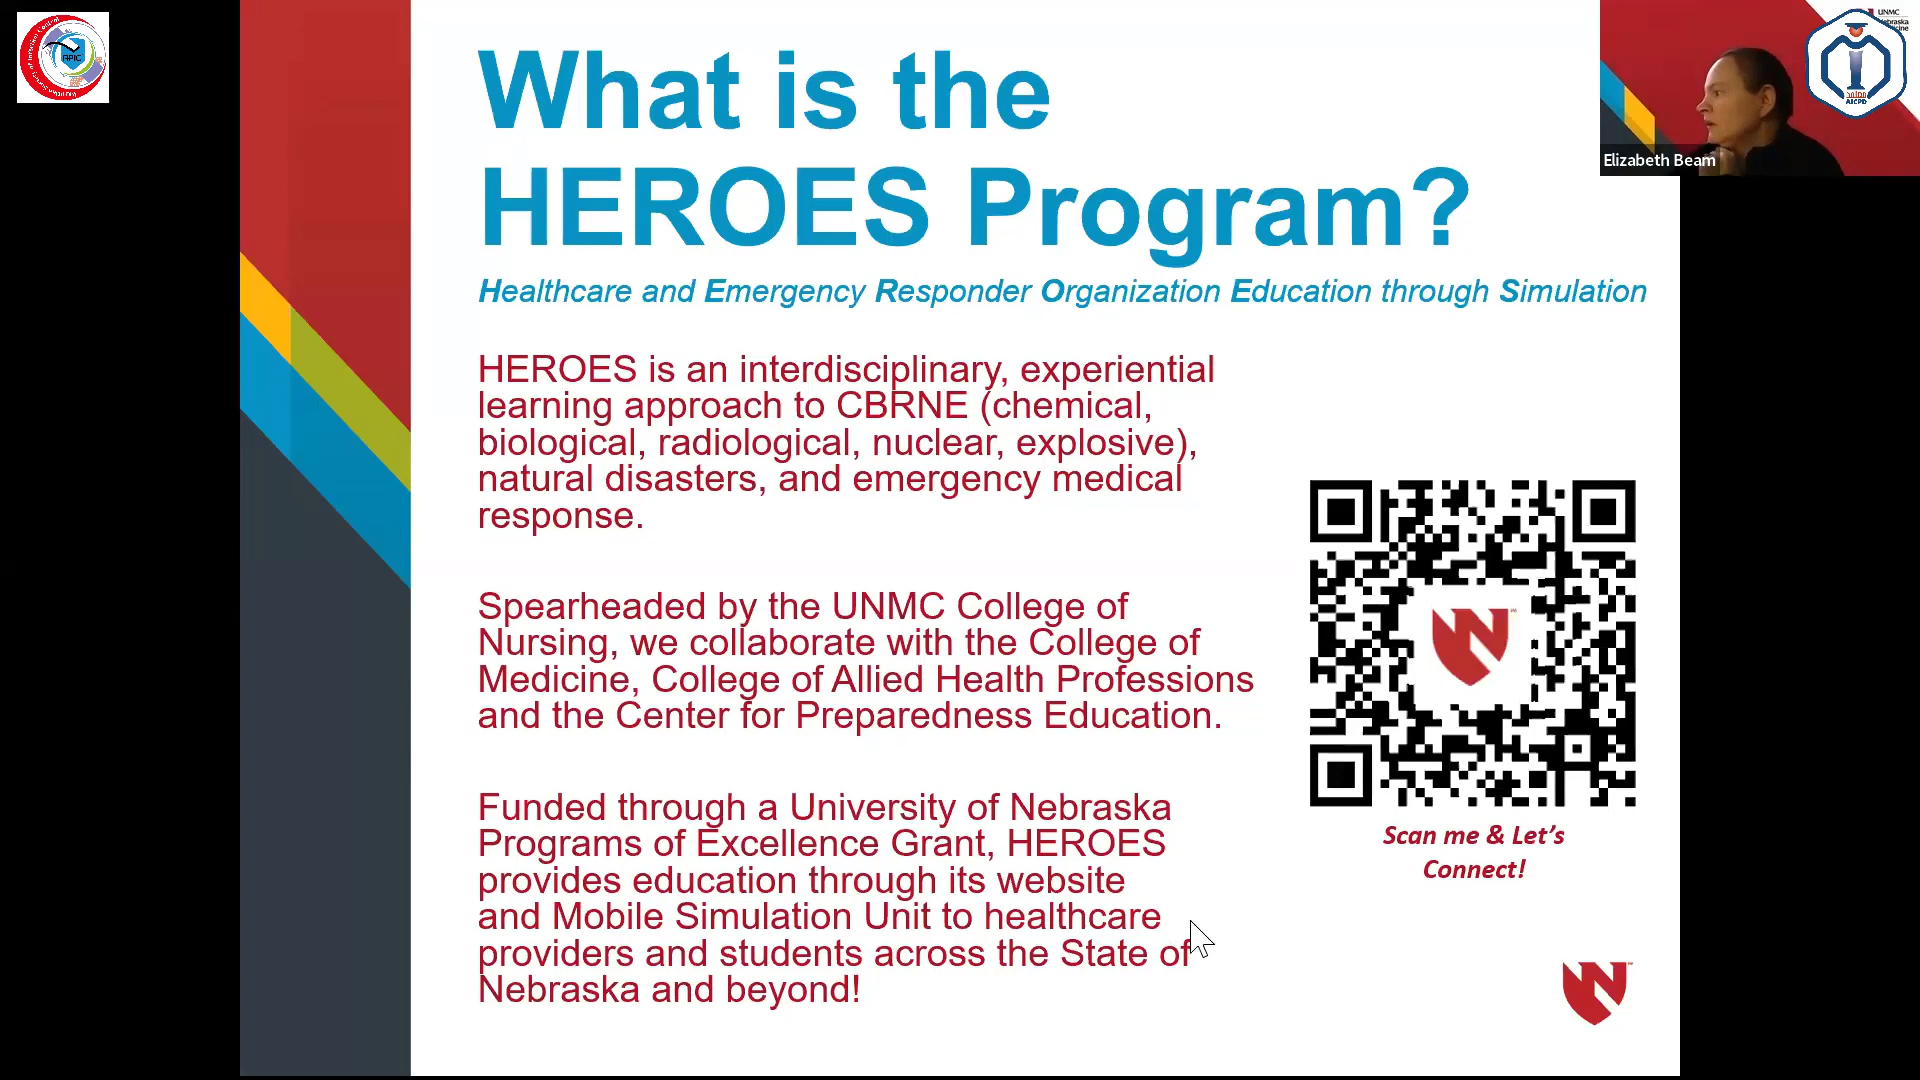 What is the
HEROES Program?
Healthcare and Emergency Responder Organization Education through Simulation
HEROES is an interdisciplinary, experiential
learning approach to CBRNE (chemical,
biological, radiological, nuclear, explosive),
natural disasters, and emergency medical
response.
Spearheaded by the UNMC College of
Nursing, we collaborate with the College of
Medicine, College of Allied Health Professions
and the Center for Preparedness Education.
Funded through a University of Nebraska
Programs of Excellence Grant, HEROES
provides education through its website
and Mobile Simulation Unit to healthcare
providers and students across the State of
Nebraska and beyond!
Scan me & Let's
Connect!
Elizabeth Beam
UNMC
AICPD
APIC